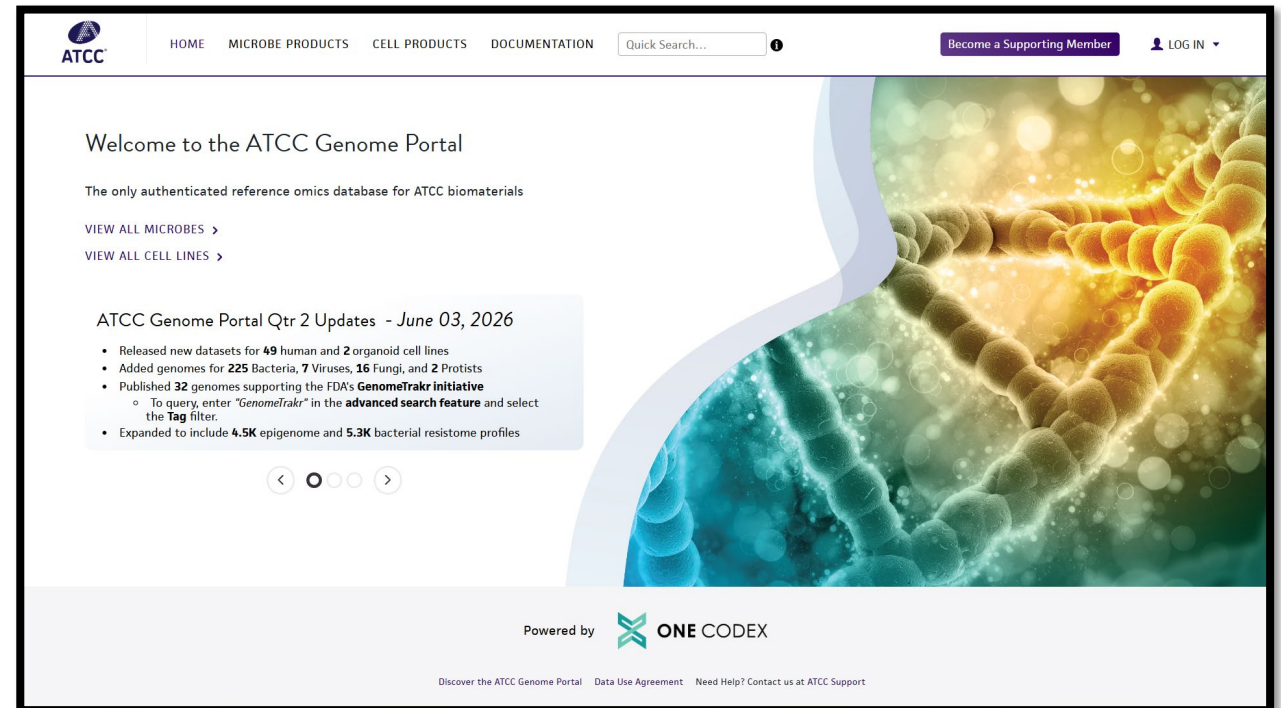 ATCC
HOME MICROBE PRODUCTS CELL PRODUCTS DOCUMENTATION Quick Search... Become a Supporting Member LOG IN
Welcome to the ATCC Genome Portal
The only authenticated reference omics database for ATCC biomaterials
VIEW ALL MICROBES >
VIEW ALL CELL LINES >
ATCC Genome Portal Qtr 2 Updates - June 03, 2026
• Released new datasets for 49 human and 2 organoid cell lines
• Added genomes for 225 Bacteria, 7 Viruses, 16 Fungi, and 2 Protists
• Published 32 genomes supporting the FDA's GenomeTrakr initiative
◦ To query, enter "GenomeTrakr" in the advanced search feature and select
the Tag filter.
• Expanded to include 4.5K epigenome and 5.3K bacterial resistome profiles
Powered by ONE CODEX
Discover the ATCC Genome Portal Data Use Agreement Need Help? Contact us at ATCC Support